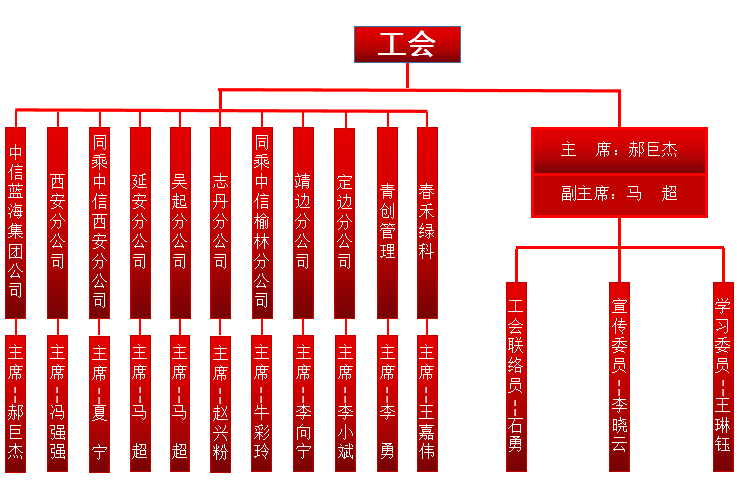 工会
主　席：郝巨杰
副主席：马　超
中信蓝海集团公司
西安分公司
同乘中信西安分公司
延安分公司
吴起分公司
志丹分公司
同乘中信榆林分公司
靖边分公司
定边分公司
青创管理
春禾绿科
主席--郝巨杰
主席--冯强强
主席--夏　宁
主席--马　超
主席--马　超
主席--赵兴粉
主席--牛彩玲
主席--李向宁
主席--李小斌
主席--李　勇
主席--王嘉伟
工会联络员--石勇
宣传委员--李晓云
学习委员--王琳钰